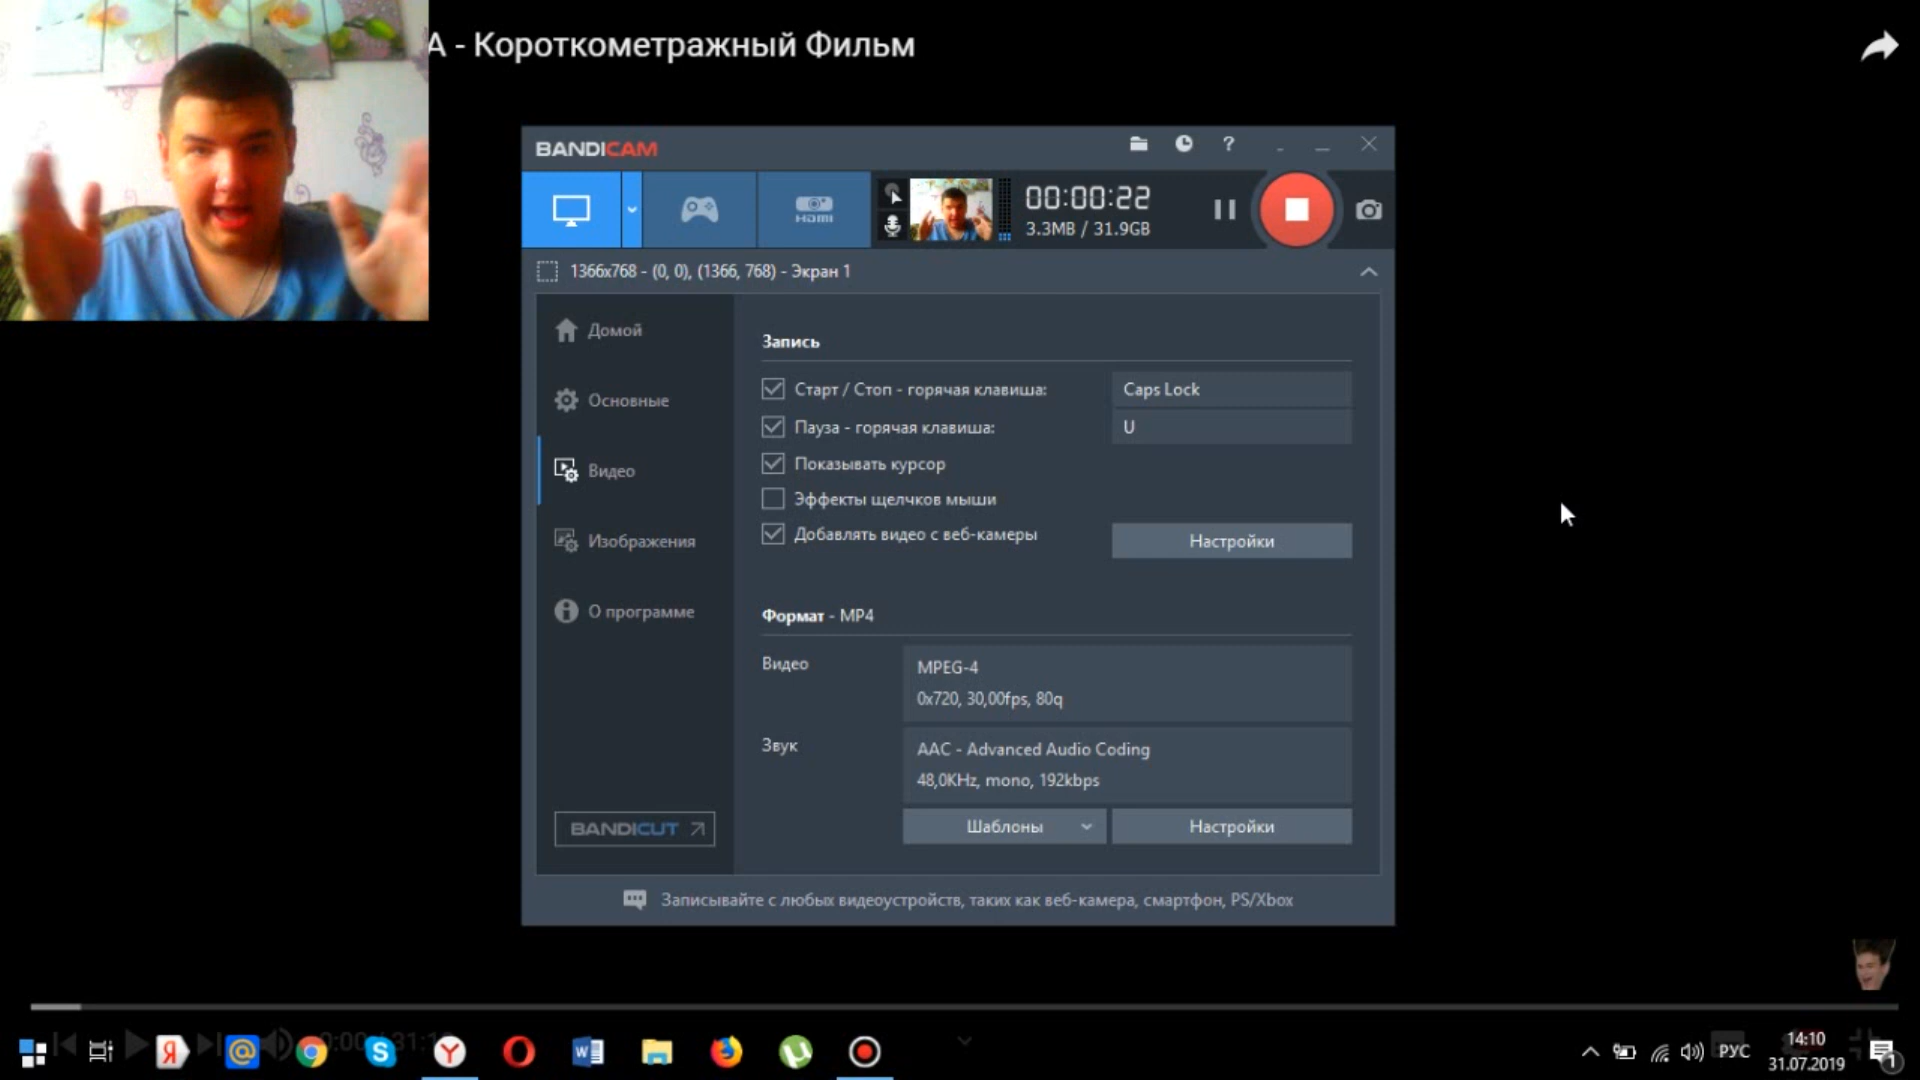 А - Короткометражный Фильм
BANDICAM
?
HDMI
00:00:22
3.3MB / 31.9GB
1366x768 - (0, 0), (1366, 768) - Экран 1
Домой
Основные
Видео
Изображения
О программе
BANDICUT
Запись
Старт / Стоп - горячая клавиша:
Caps Lock
Пауза - горячая клавиша:
U
Показывать курсор
Эффекты щелчков мыши
Добавлять видео с веб-камеры
Настройки
Формат - MP4
Видео
MPEG-4
0x720, 30,00fps, 80q
Звук
AAC - Advanced Audio Coding
48,0KHz, mono, 192kbps
Шаблоны
Настройки
Записывайте с любых видеоустройств, таких как веб-камера, смартфон, PS/Xbox
РУС
14:10
31.07.2019
1